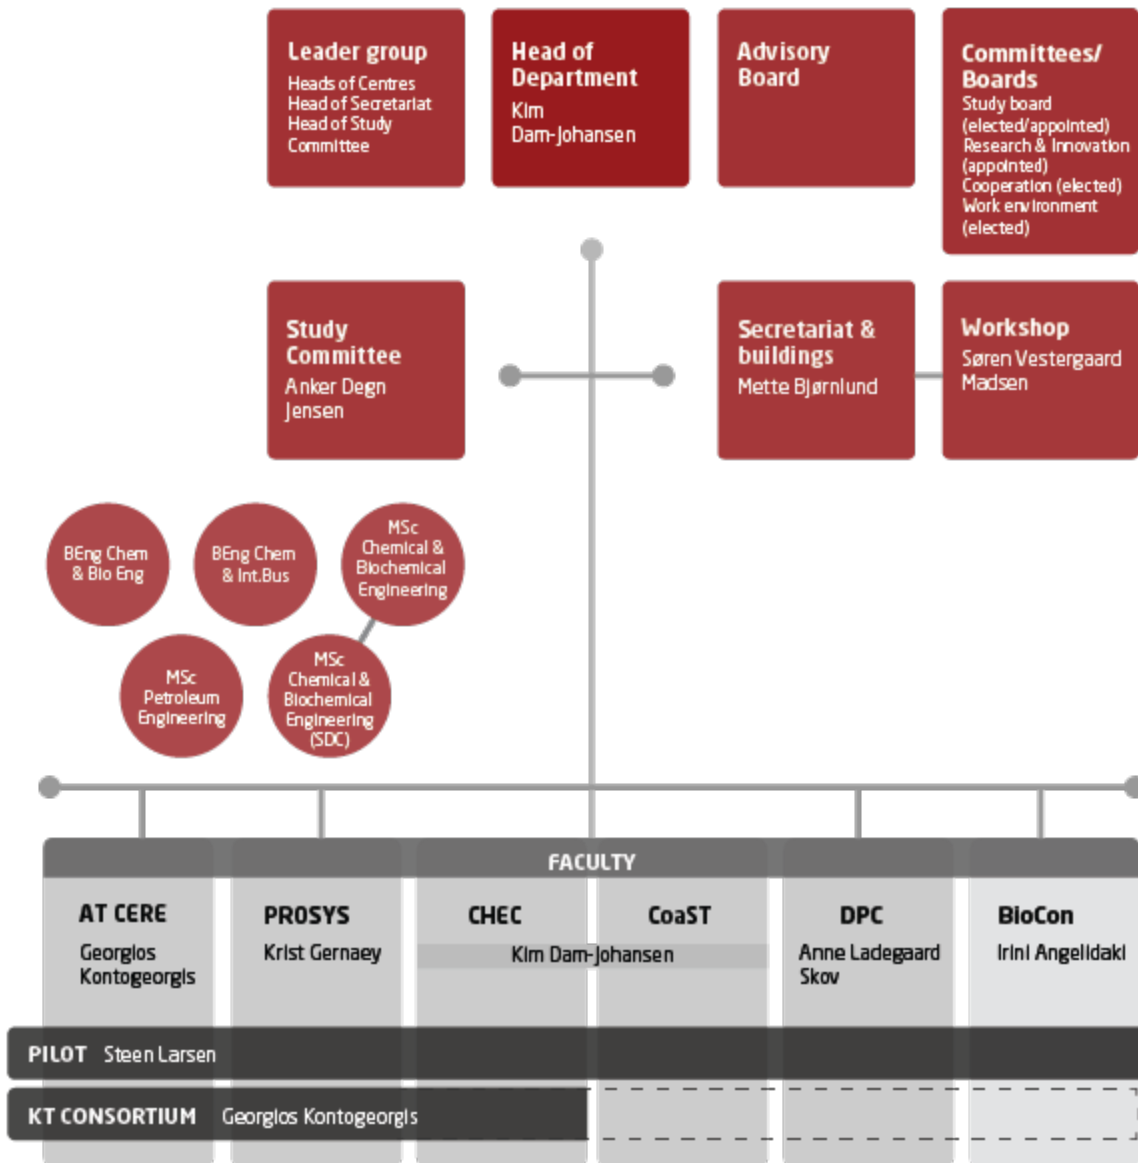 Leader group
Heads of Centres
Head of Secretariat
Head of Study
Committee
Head of
Department
Kim
Dam-Johansen
Advisory
Board
Committees/
Boards
Study board
(elected/appointed)
Research & Innovation
(appointed)
Cooperation (elected)
Work environment
(elected)
Study
Committee
Anker Degn
Jensen
Secretariat &
buildings
Mette Bjørnlund
Workshop
Søren Vestergaard
Madsen
BEng Chem
& Bio Eng
BEng Chem
& Int.Bus
MSc
Chemical &
Biochemical
Engineering
MSc
Petroleum
Engineering
MSc
Chemical &
Biochemical
Engineering
(SDC)
FACULTY
AT CERE
Georgios
Kontogeorgis
PROSYS
Krist Gernaey
CHEC
CoaST
Kim Dam-Johansen
DPC
Anne Ladegaard
Skov
BioCon
Irini Angelidaki
PILOT Steen Larsen
KT CONSORTIUM Georgios Kontogeorgis